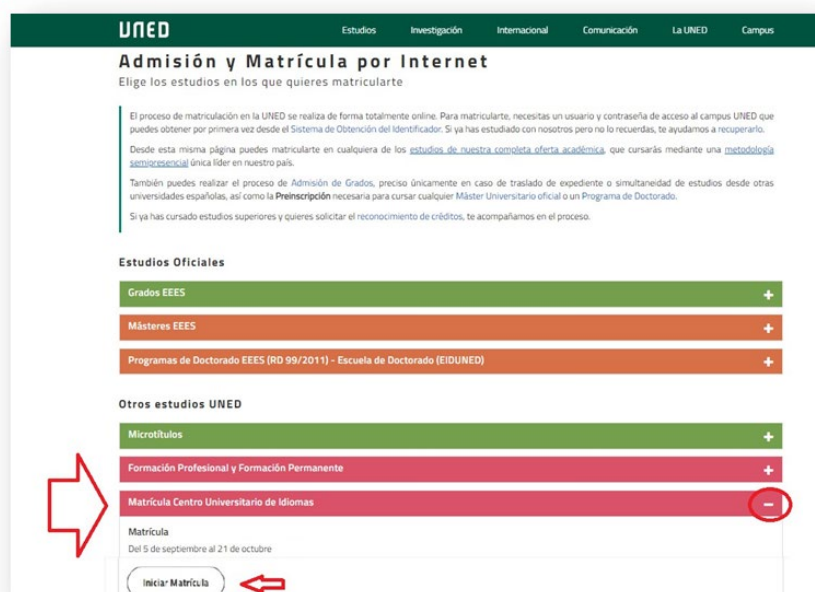 UNED
Estudios Investigación Internacional Comunicación La UNED Campus
Admisión y Matrícula por Internet
Elige los estudios en los que quieres matricularte
El proceso de matriculación en la UNED se realiza de forma totalmente online. Para matricularte, necesitas un usuario y contraseña de acceso al campus UNED que
puedes obtener por primera vez desde el Sistema de Obtención del Identificador. Si ya has estudiado con nosotros pero no lo recuerdas, te ayudamos a recuperarlo.
Desde esta misma página puedes matricularte en cualquiera de los estudios de nuestra completa oferta académica, que cursarás mediante una metodología
semipresencial única líder en nuestro país.
También puedes realizar el proceso de Admisión de Grados, preciso únicamente en caso de traslado de expediente o simultaneidad de estudios desde otras
universidades españolas, así como la Preinscripción necesaria para cursar cualquier Máster Universitario oficial o un Programa de Doctorado.
Si ya has cursado estudios superiores y quieres solicitar el reconocimiento de créditos, te acompañamos en el proceso.
Estudios Oficiales
Grados EEES
Másteres EEES
Programas de Doctorado EEES (RD 99/2011) - Escuela de Doctorado (EIDUNED)
Otros estudios UNED
Microtítulos
Formación Profesional y Formación Permanente
Matrícula Centro Universitario de Idiomas
Matrícula
Del 5 de septiembre al 21 de octubre
Iniciar Matrícula